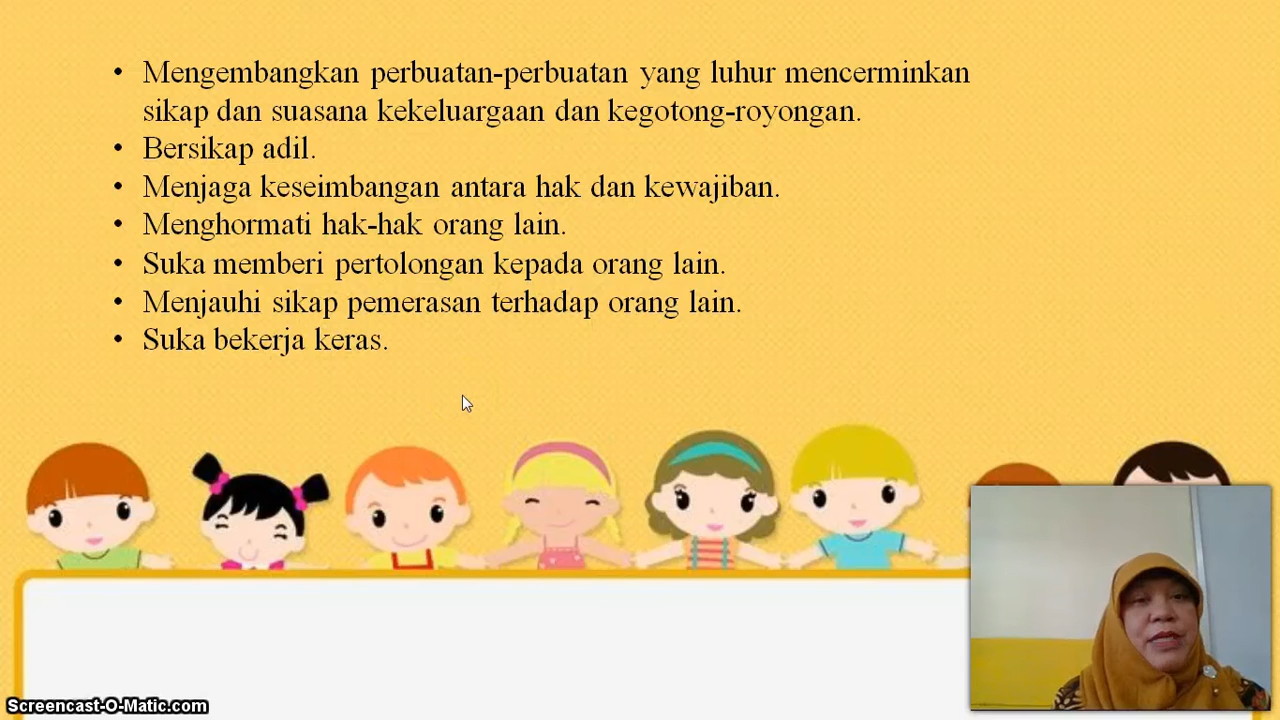 • Mengembangkan perbuatan-perbuatan yang luhur mencerminkan
sikap dan suasana kekeluargaan dan kegotong-royongan.
• Bersikap adil.
• Menjaga keseimbangan antara hak dan kewajiban.
• Menghormati hak-hak orang lain.
• Suka memberi pertolongan kepada orang lain.
• Menjauhi sikap pemerasan terhadap orang lain.
• Suka bekerja keras.
Screencast-O-Matic.com